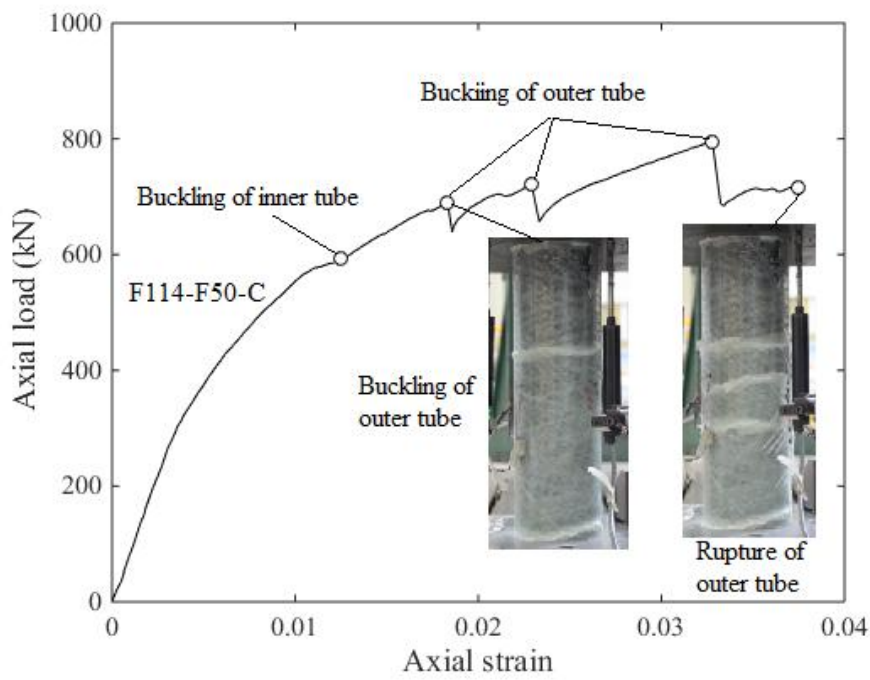 1000
800
600
400
200
0
0
0.01
0.02
0.03
0.04
Axial load (kN)
Axial strain
Buckiing of outer tube
Buckling of inner tube
F114-F50-C
Buckling of
outer tube
Rupture of
outer tube